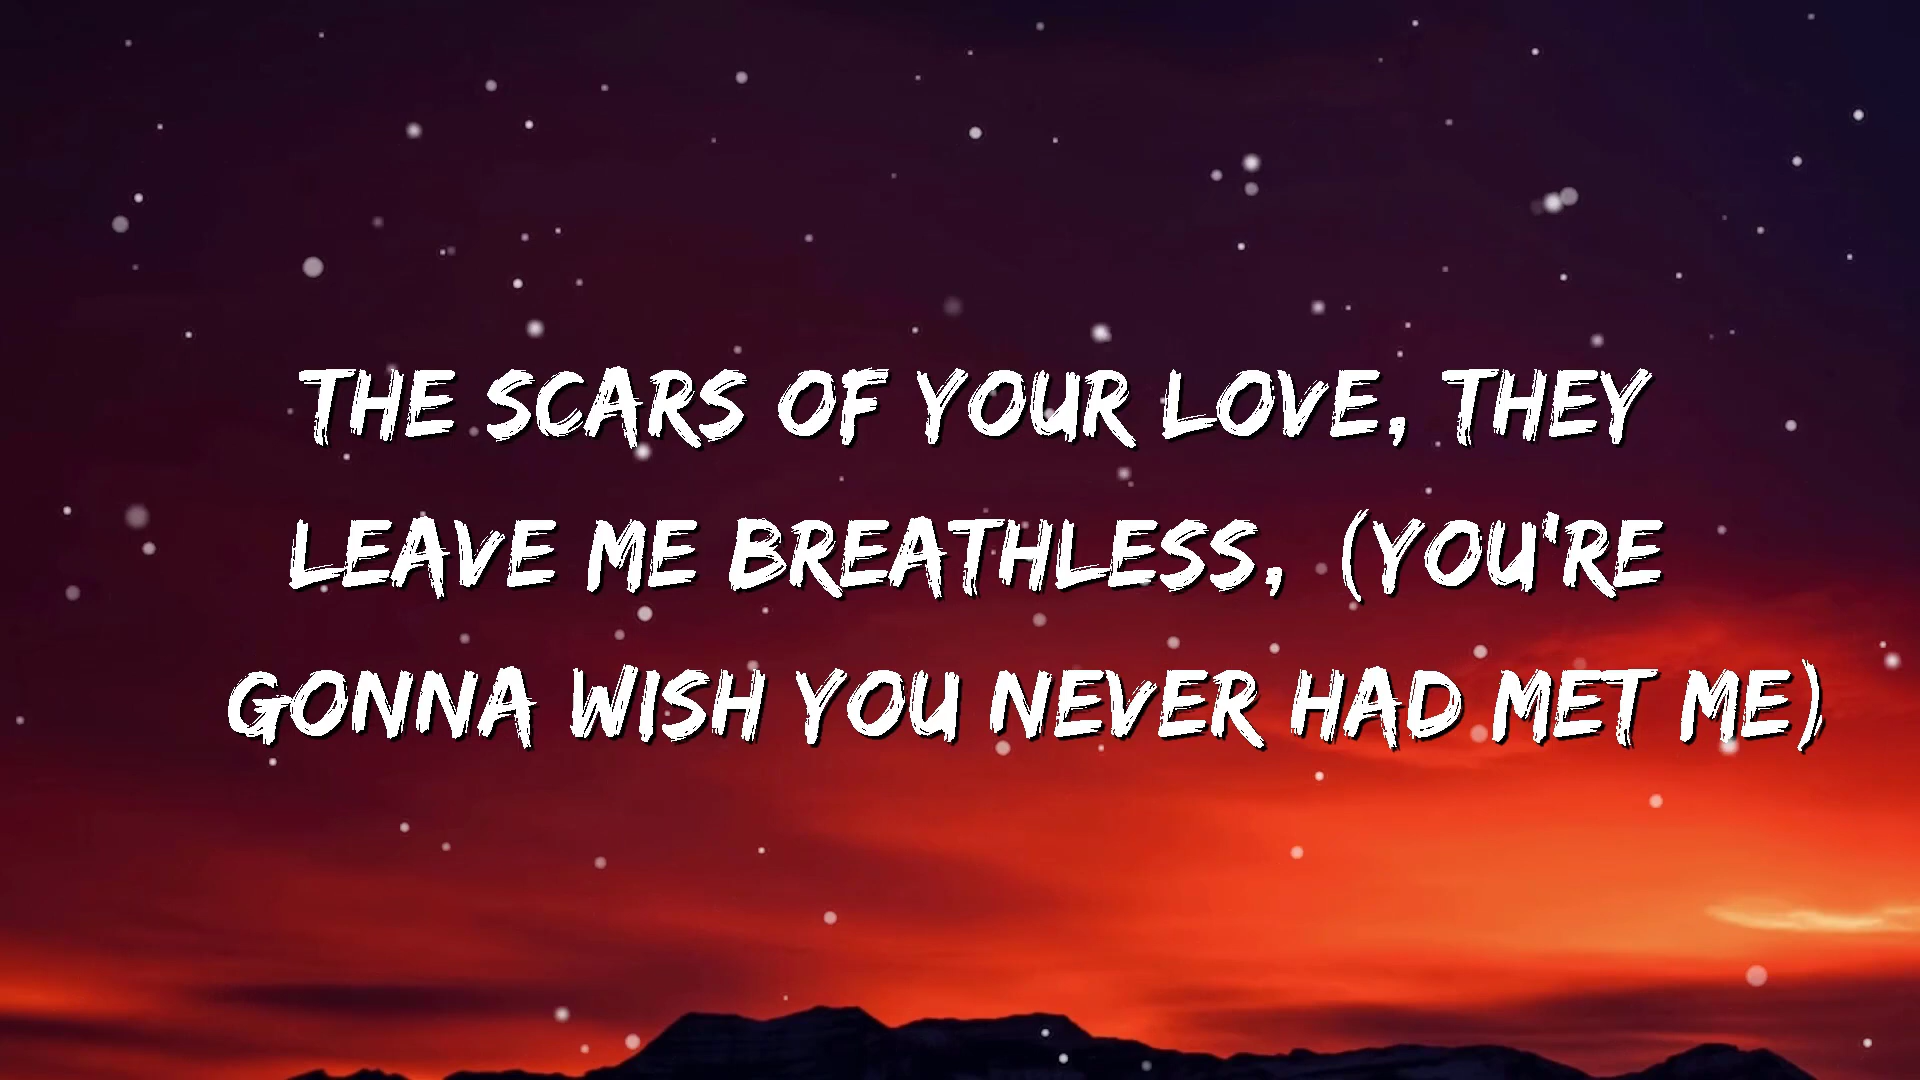 THE SCARS OF YOUR LOVE, THEY
LEAVE ME BREATHLESS, (YOU'RE
GONNA WISH YOU NEVER HAD MET ME)